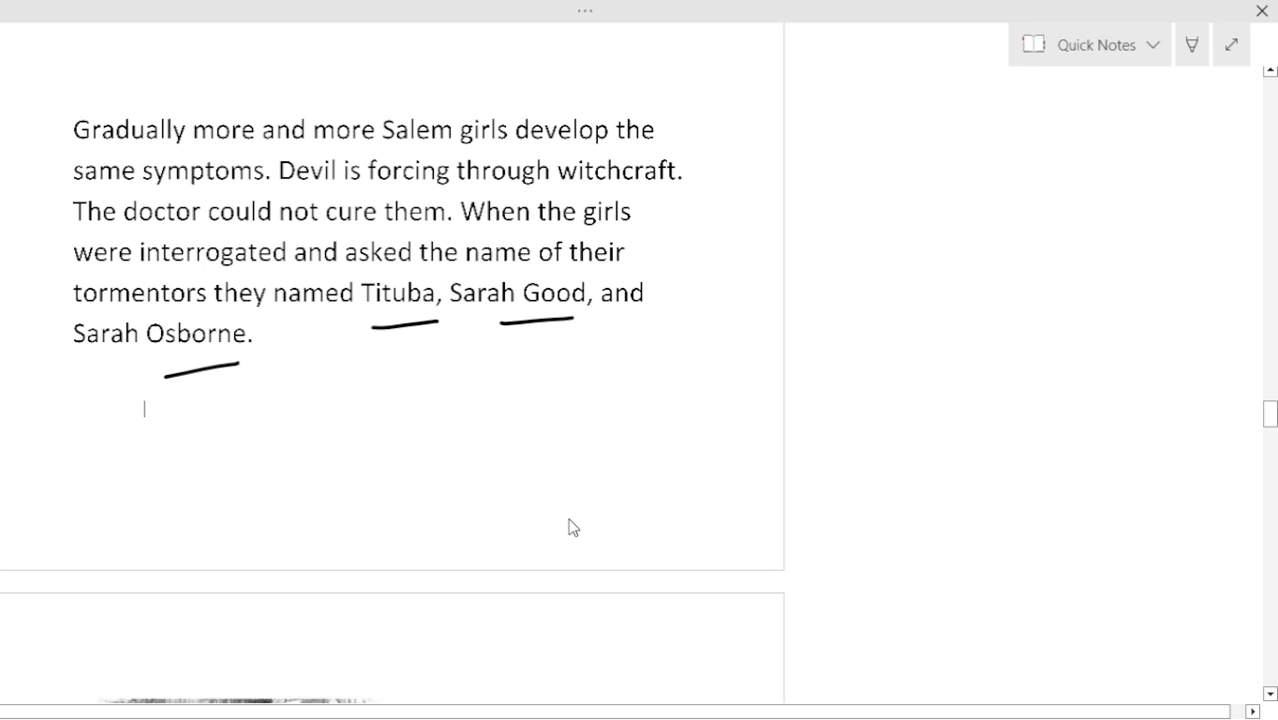 Quick Notes
Gradually more and more Salem girls develop the
same symptoms. Devil is forcing through witchcraft.
The doctor could not cure them. When the girls
were interrogated and asked the name of their
tormentors they named Tituba, Sarah Good, and
Sarah Osborne.